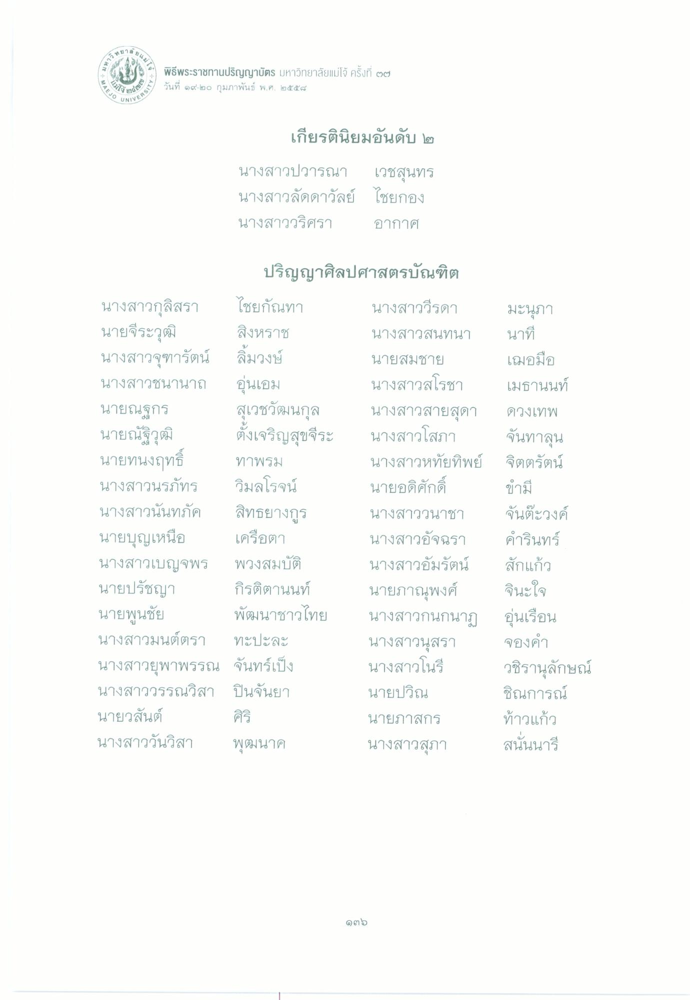 มหาวิทยาลัยแม่โจ้
แม่โจ้ ๒๔๗๗
MAEJO UNIVERSITY
พิธีพระราชทานปริญญาบัตร มหาวิทยาลัยแม่โจ้ ครั้งที่ ๓๗
วันที่ ๑๙-๒๐ กุมภาพันธ์ พ.ศ. ๒๕๕๘
เกียรตินิยมอันดับ ๒
นางสาวปวารณา เวชสุนทร
นางสาวลัดดาวัลย์ ไชยกอง
นางสาววริศรา อากาศ
ปริญญาศิลปศาสตรบัณฑิต
นางสาวกุลิสรา ไชยกัณทา นางสาววีรดา มะนุภา
นายจีระวุฒิ สิงหราช นางสาวสนทนา นาที
นางสาวจุฑารัตน์ ลิ้มวงษ์ นายสมชาย เฌอมือ
นางสาวชนานาถ อุ่นเอม นางสาวสโรชา เมธานนท์
นายณฐกร สุเวชวัฒนกุล นางสาวสายสุดา ดวงเทพ
นายณัฐิวุฒิ ตั้งเจริญสุขจีระ นางสาวโสภา จันทาลุน
นายทนงฤทธิ์ ทาพรม นางสาวหทัยทิพย์ จิตตรัตน์
นางสาวนรภัทร วิมลโรจน์ นายอดิศักดิ์ ขำมี
นางสาวนันทภัค สิทธยางกูร นางสาววนาชา จันต๊ะวงค์
นายบุญเหนือ เครือตา นางสาวอัจฉรา คำรินทร์
นางสาวเบญจพร พวงสมบัติ นางสาวอัมรัตน์ สักแก้ว
นายปรัชญา กิรติตานนท์ นายภาณุพงศ์ จินะใจ
นายพูนชัย พัฒนาชาวไทย นางสาวกนกนาฏ อุ่นเรือน
นางสาวมนต์ตรา ทะปะละ นางสาวนุสรา จองคำ
นางสาวยุพาพรรณ จันทร์เป็ง นางสาวโนรี วชิรานุลักษณ์
นางสาววรรณวิสา ปินจันยา นายปวิณ ชิณการณ์
นายวสันต์ ศิริ นายภาสกร ท้าวแก้ว
นางสาววันวิสา พุฒนาค นางสาวสุภา สนั่นนารี
๑๓๖